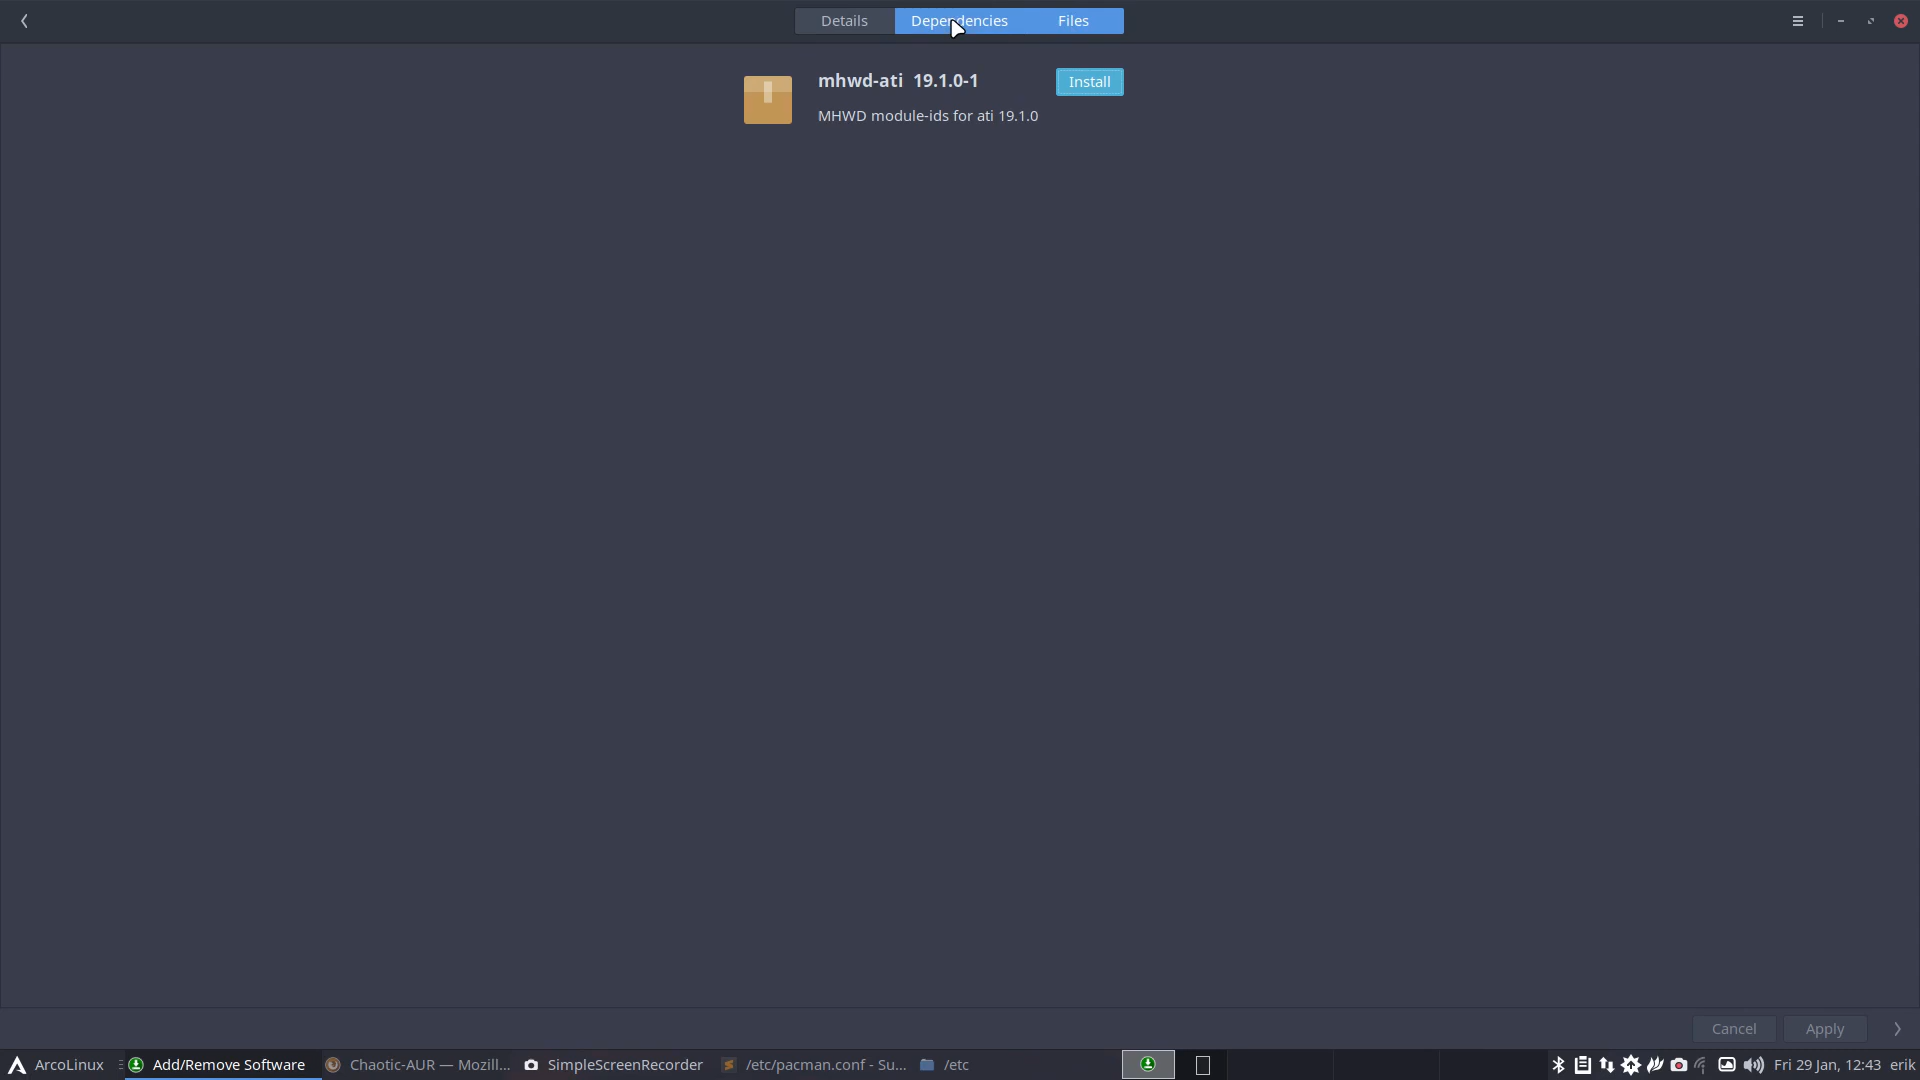 Details Dependencies Files
mhwd-ati 19.1.0-1 Install
MHWD module-ids for ati 19.1.0
Cancel Apply
ArcoLinux Add/Remove Software Chaotic-AUR — Mozill... SimpleScreenRecorder /etc/pacman.conf - Su... /etc Fri 29 Jan, 12:43 erik